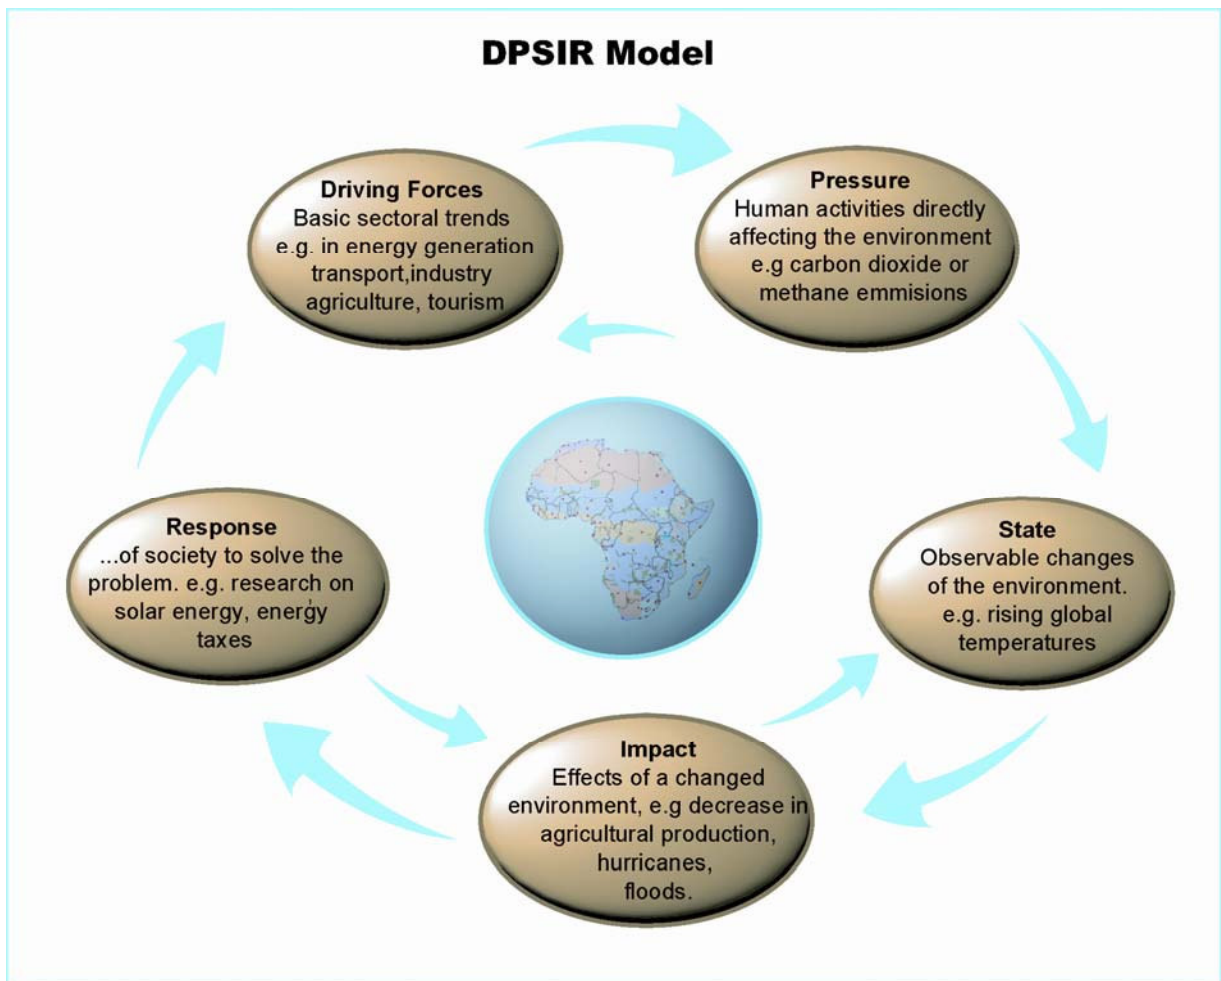 DPSIR Model
Driving Forces
Basic sectoral trends
e.g. in energy generation
transport,industry
agriculture, tourism
Pressure
Human activities directly
affecting the environment
e.g carbon dioxide or
methane emmisions
Response
...of society to solve the
problem. e.g. research on
solar energy, energy
taxes
State
Observable changes
of the environment.
e.g. rising global
temperatures
Impact
Effects of a changed
environment, e.g decrease in
agricultural production,
hurricanes,
floods.